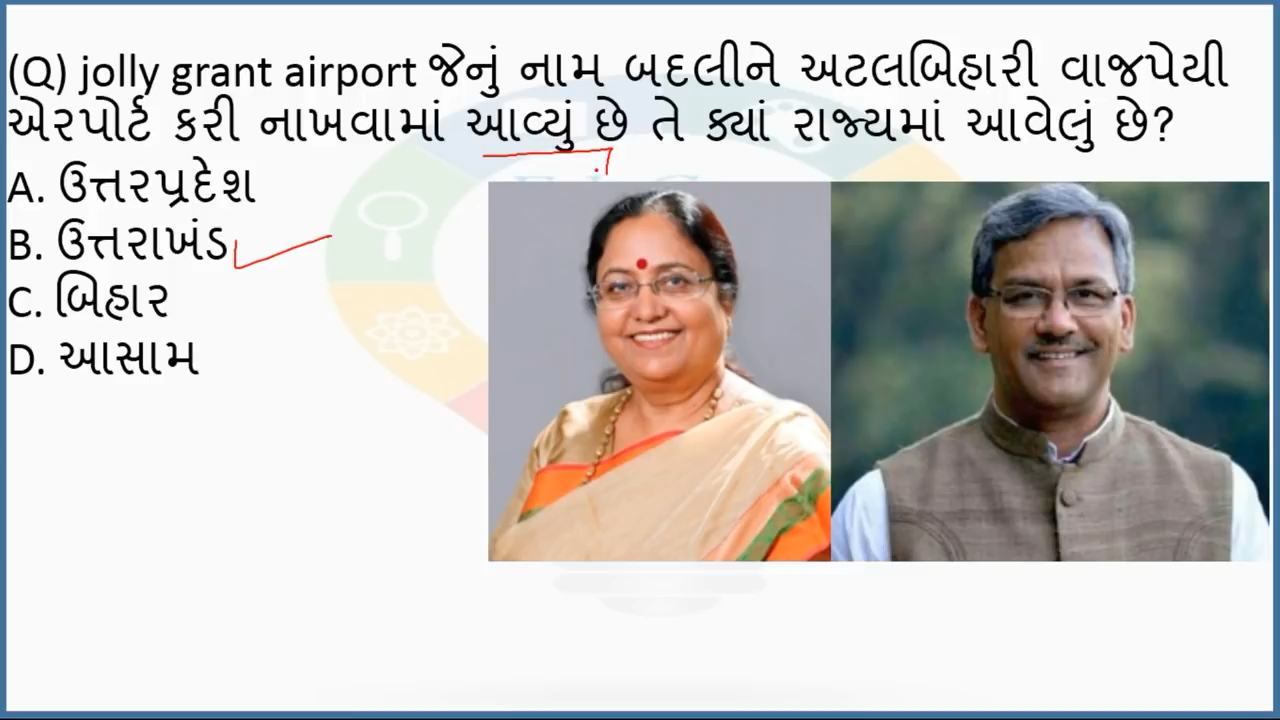 (Q) jolly grant airport જેનું નામ બદલીને અટલબિહારી વાજપેયી
એરપોર્ટ કરી નાખવામાં આવ્યું છે તે ક્યાં રાજ્યમાં આવેલું છે?
A. ઉત્તરપ્રદેશ
B. ઉત્તરાખંડ
C. બિહાર
D. આસામ